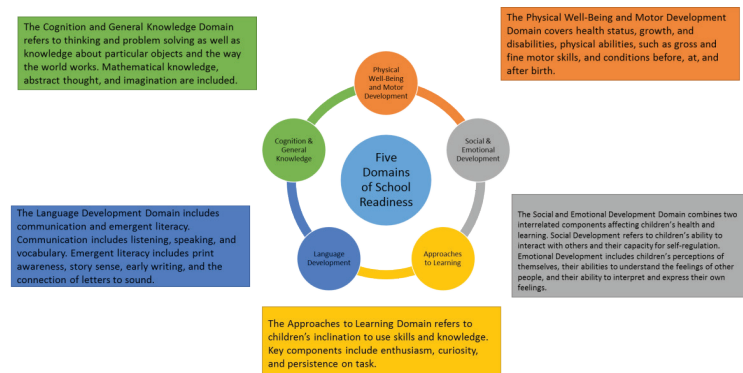 The Cognition and General Knowledge Domain
refers to thinking and problem solving as well as
knowledge about particular objects and the way
the world works. Mathematical knowledge,
abstract thought, and imagination are included.
The Physical Well-Being and Motor Development
Domain covers health status, growth, and
disabilities, physical abilities, such as gross and
fine motor skills, and conditions before, at, and
after birth.
Physical
Well-Being
and Motor
Development
Cognition &
General
Knowledge
Social &
Emotional
Development
Five
Domains
of School
Readiness
Language
Development
Approaches
to Learning
The Language Development Domain includes
communication and emergent literacy.
Communication includes listening, speaking, and
vocabulary. Emergent literacy includes print
awareness, story sense, early writing, and the
connection of letters to sound.
The Social and Emotional Development Domain combines two
interrelated components affecting children's health and
learning. Social Development refers to children's ability to
interact with others and their capacity for self-regulation.
Emotional Development includes children's perceptions of
themselves, their abilities to understand the feelings of other
people, and their ability to interpret and express their own
feelings.
The Approaches to Learning Domain refers to
children's inclination to use skills and knowledge.
Key components include enthusiasm, curiosity,
and persistence on task.